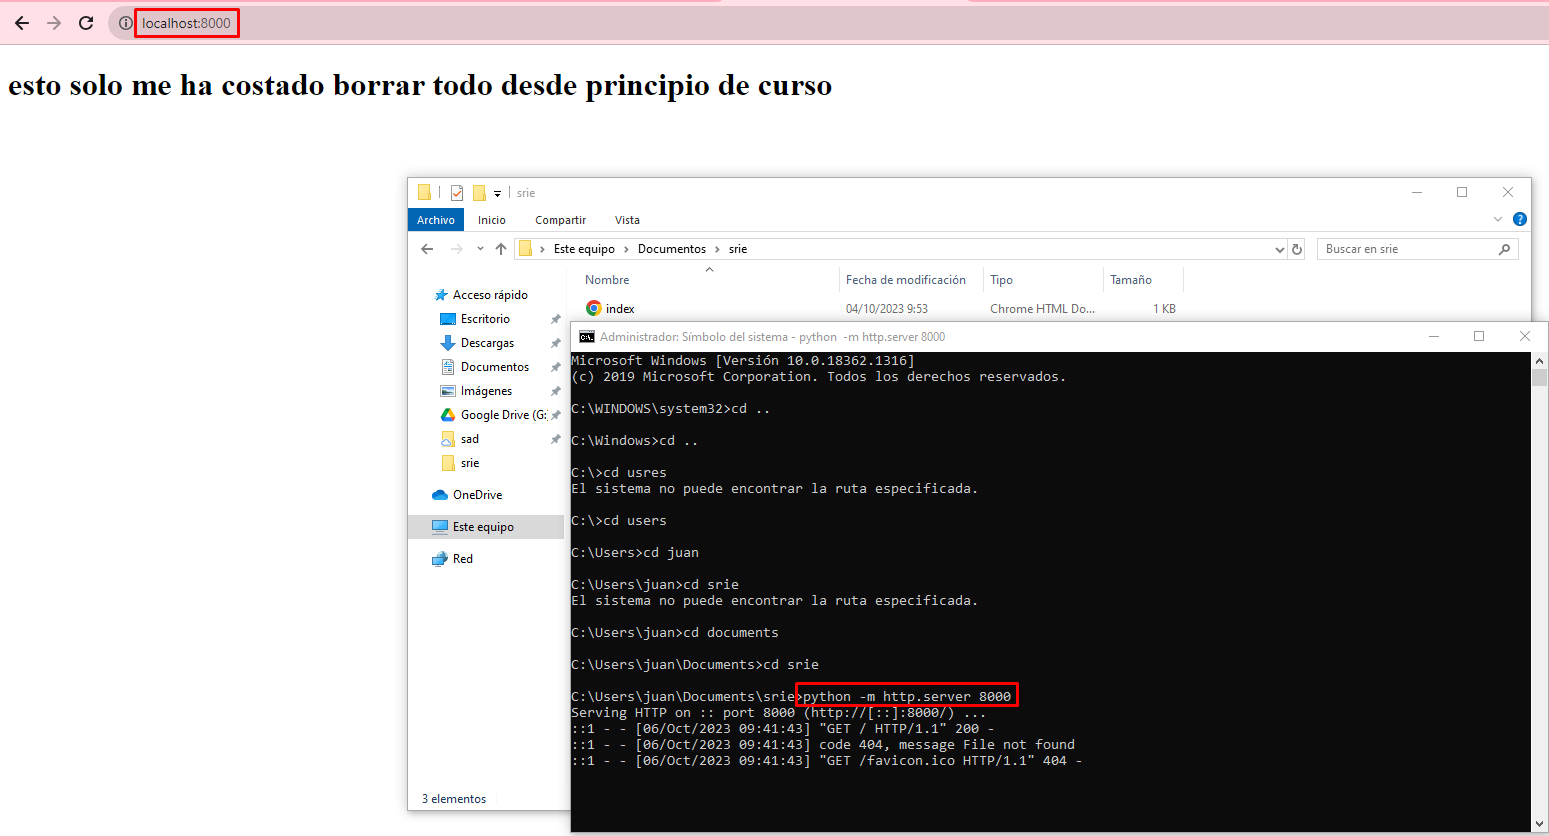 localhost:8000
esto solo me ha costado borrar todo desde principio de curso
srie
Archivo Inicio Compartir Vista
Este equipo > Documentos > srie
Buscar en srie
Nombre Fecha de modificación Tipo Tamaño
index 04/10/2023 9:53 Chrome HTML Do... 1 KB
Acceso rápido
Escritorio
Descargas
Documentos
Imágenes
Google Drive (G:
sad
srie
OneDrive
Este equipo
Red
3 elementos
Administrador: Símbolo del sistema - python -m http.server 8000
Microsoft Windows [Versión 10.0.18362.1316]
(c) 2019 Microsoft Corporation. Todos los derechos reservados.
C:\WINDOWS\system32>cd ..
C:\Windows>cd ..
C:\>cd usres
El sistema no puede encontrar la ruta especificada.
C:\>cd users
C:\Users>cd juan
C:\Users\juan>cd srie
El sistema no puede encontrar la ruta especificada.
C:\Users\juan>cd documents
C:\Users\juan\Documents>cd srie
C:\Users\juan\Documents\srie>python -m http.server 8000
Serving HTTP on :: port 8000 (http://[::]:8000/) ...
::1 - - [06/Oct/2023 09:41:43] "GET / HTTP/1.1" 200 -
::1 - - [06/Oct/2023 09:41:43] code 404, message File not found
::1 - - [06/Oct/2023 09:41:43] "GET /favicon.ico HTTP/1.1" 404 -